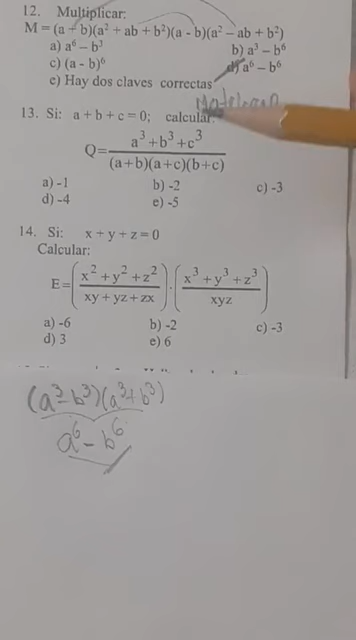 12. Multiplicar:
M = (a + b)(a² + ab + b²)(a - b)(a² – ab + b²)
a) a⁶ – b³ b) a³ – b⁶
c) (a - b)⁶ d) a⁶ – b⁶
e) Hay dos claves correctas
13. Si: a + b + c = 0; calcular:
Q = (a³ + b³ + c³) / ((a+b)(a+c)(b+c))
a) -1 b) -2 c) -3
d) -4 e) -5
14. Si: x + y + z = 0
Calcular:
E = ((x² + y² + z²) / (xy + yz + zx)) · ((x³ + y³ + z³) / (xyz))
a) -6 b) -2 c) -3
d) 3 e) 6
(a³ - b³)(a³ + b³)
a⁶ - b⁶